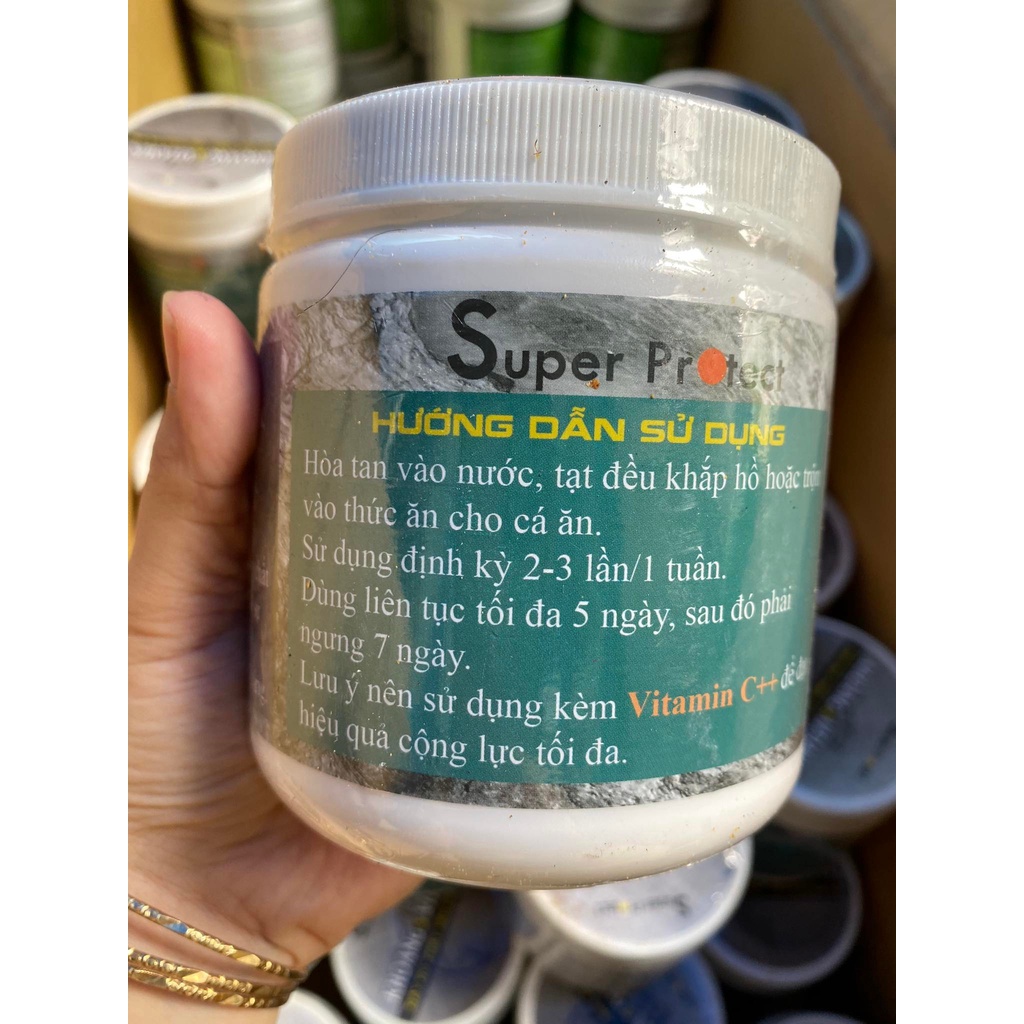 Super Protect
HƯỚNG DẪN SỬ DỤNG
Hòa tan vào nước, tạt đều khắp hồ hoặc trộn
vào thức ăn cho cá ăn.
Sử dụng định kỳ 2-3 lần/1 tuần.
Dùng liên tục tối đa 5 ngày, sau đó phải
ngưng 7 ngày.
Lưu ý nên sử dụng kèm Vitamin C++ để
hiệu quả cộng lực tối đa.